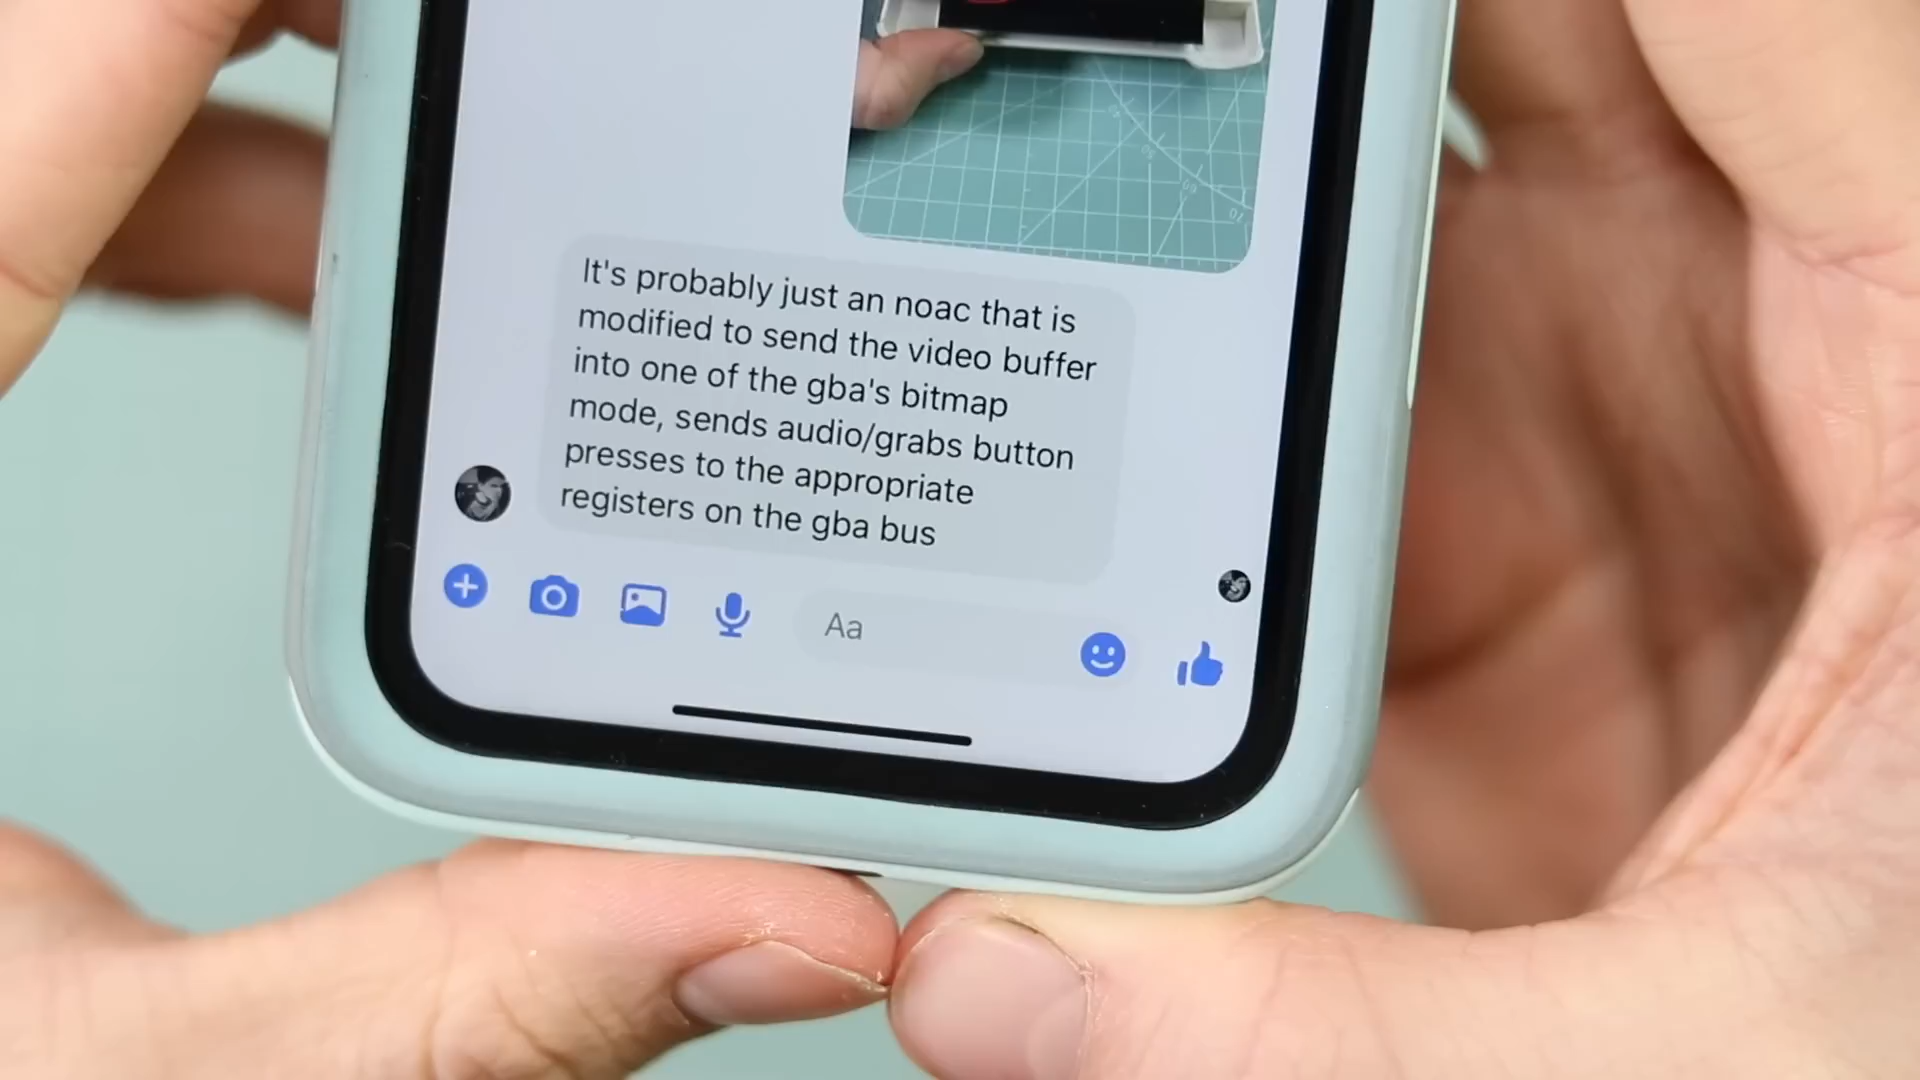 It's probably just an noac that is
modified to send the video buffer
into one of the gba's bitmap
mode, sends audio/grabs button
presses to the appropriate
registers on the gba bus
Aa